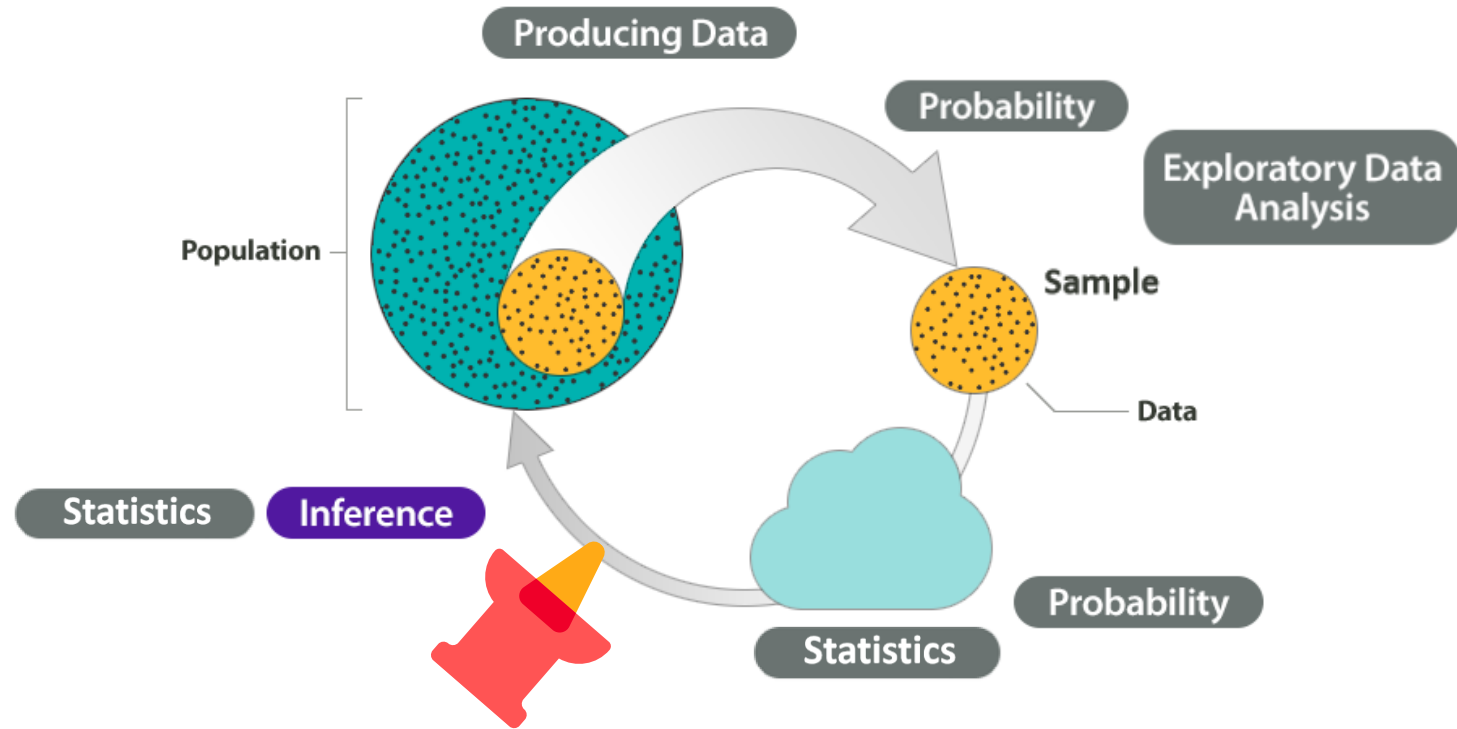 Producing Data
Probability
Exploratory Data
Analysis
Population
Sample
Data
Statistics
Inference
Probability
Statistics